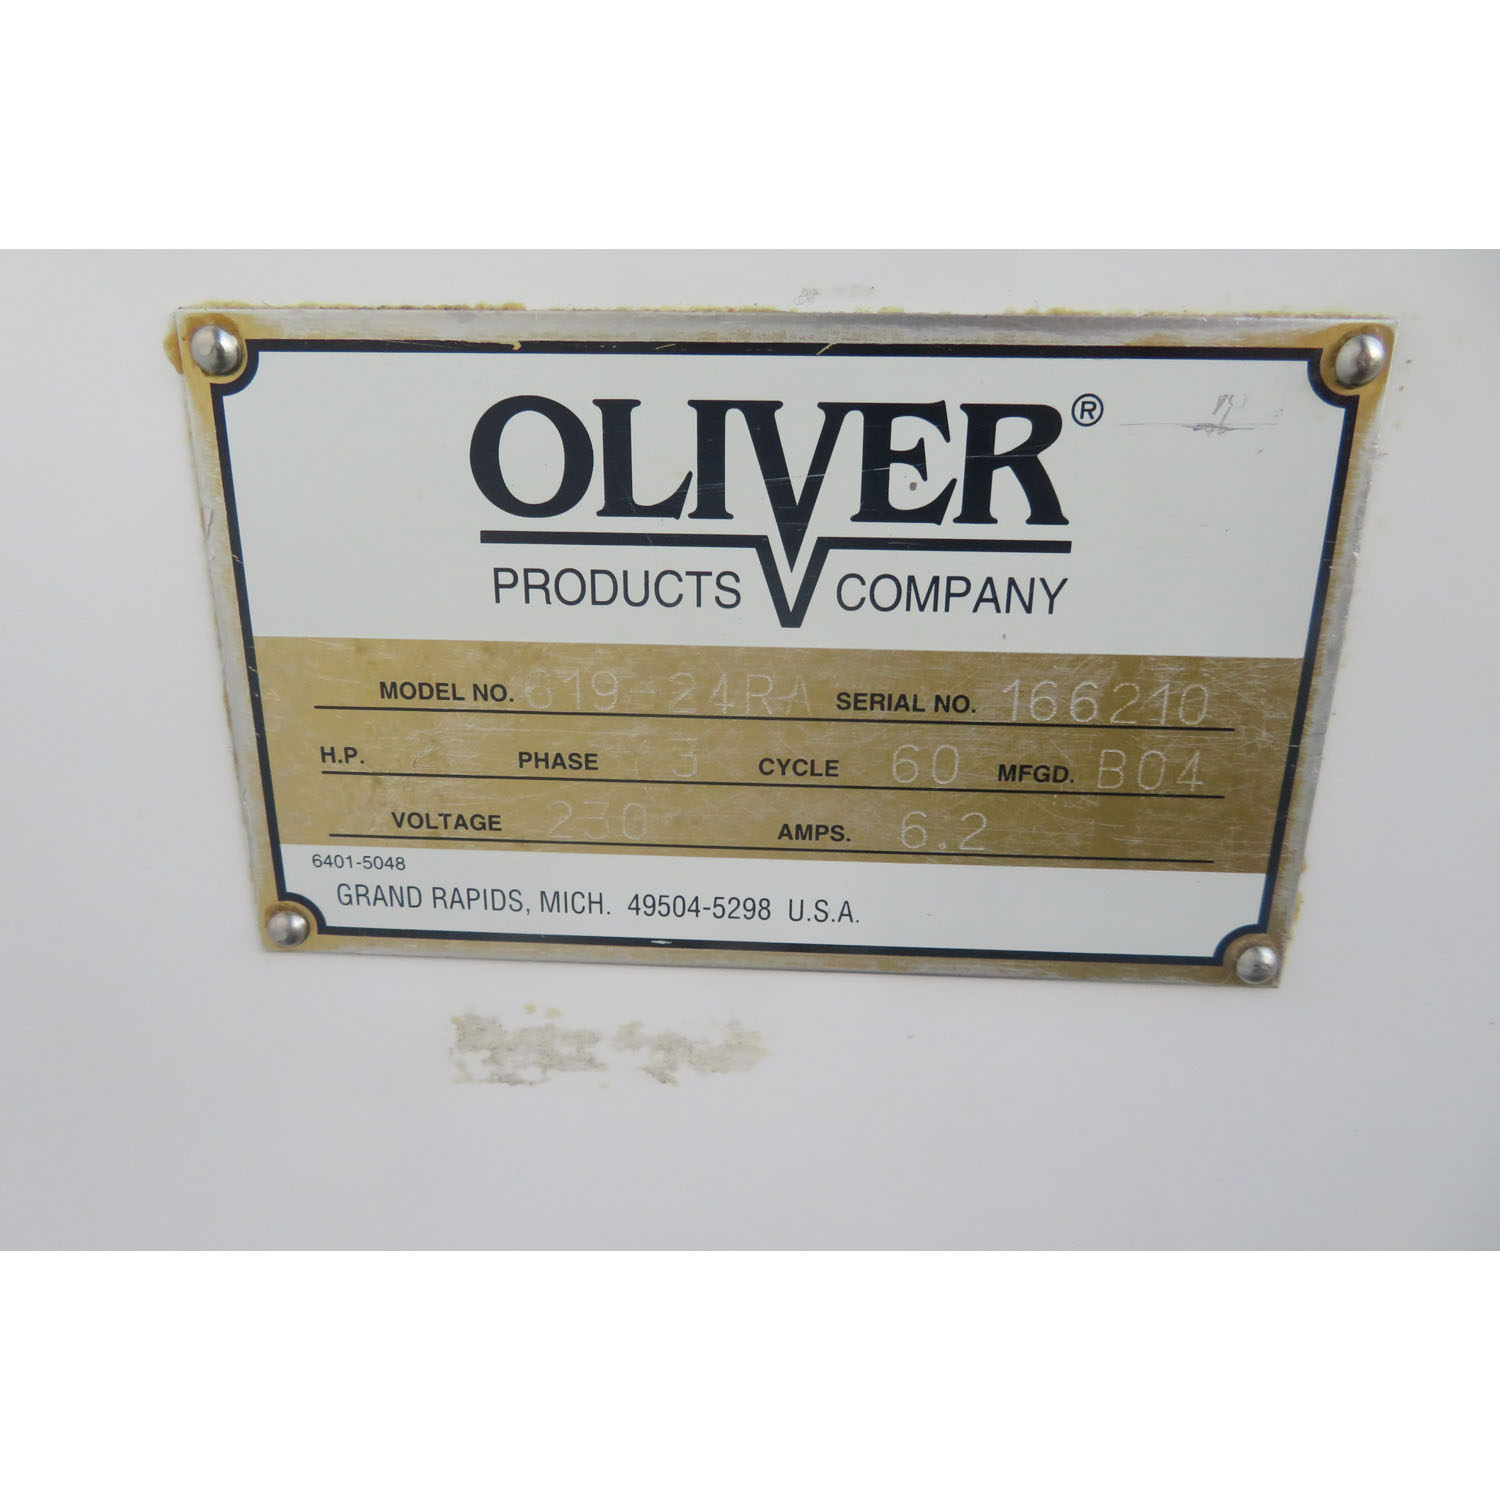 OLIVER®
PRODUCTS COMPANY
MODEL NO. 619-24RA SERIAL NO. 166210
H.P. 2 PHASE 3 CYCLE 60 MFGD. B04
VOLTAGE 230 AMPS. 6.2
6401-5048
GRAND RAPIDS, MICH. 49504-5298 U.S.A.